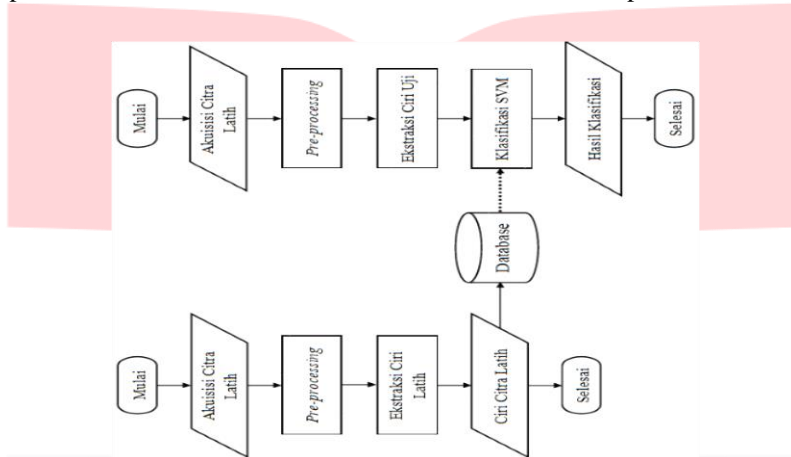 Mulai
Akuisisi Citra
Latih
Pre-processing
Ekstraksi Ciri Uji
Klasifikasi SVM
Hasil Klasifikasi
Selesai
Database
Mulai
Akuisisi Citra
Latih
Pre-processing
Ekstraksi Ciri
Latih
Ciri Citra Latih
Selesai